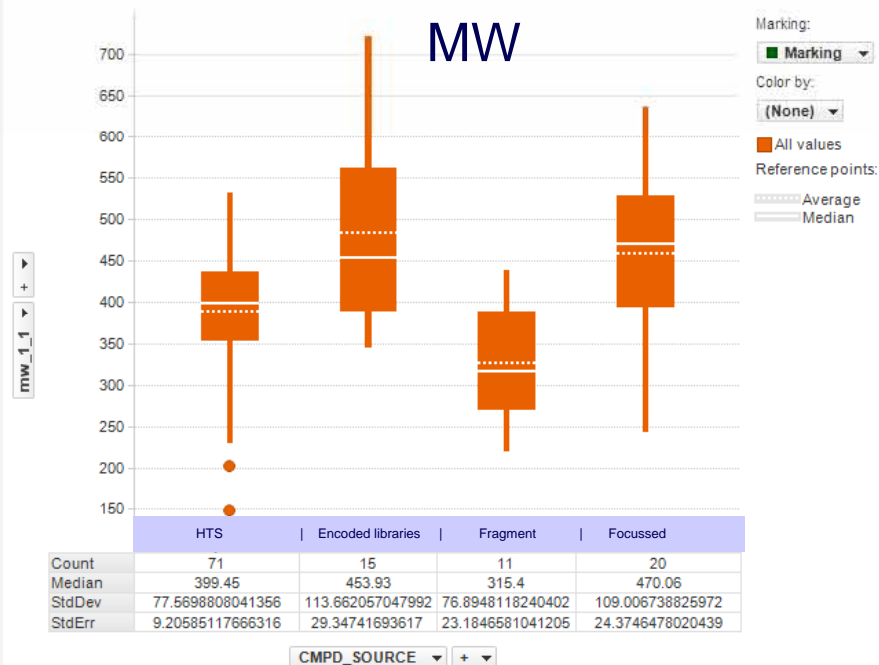 MW
Marking:
Marking
Color by:
(None)
All values
Reference points:
Average
Median
700
650
600
550
500
450
400
350
300
250
200
150
+
mw_1_1
HTS | Encoded libraries | Fragment | Focussed
Count 71 15 11 20
Median 399.45 453.93 315.4 470.06
StdDev 77.5698808041356 113.662057047992 76.8948118240402 109.006738825972
StdErr 9.20585117666316 29.34741693617 23.1846581041205 24.3746478020439
CMPD_SOURCE +